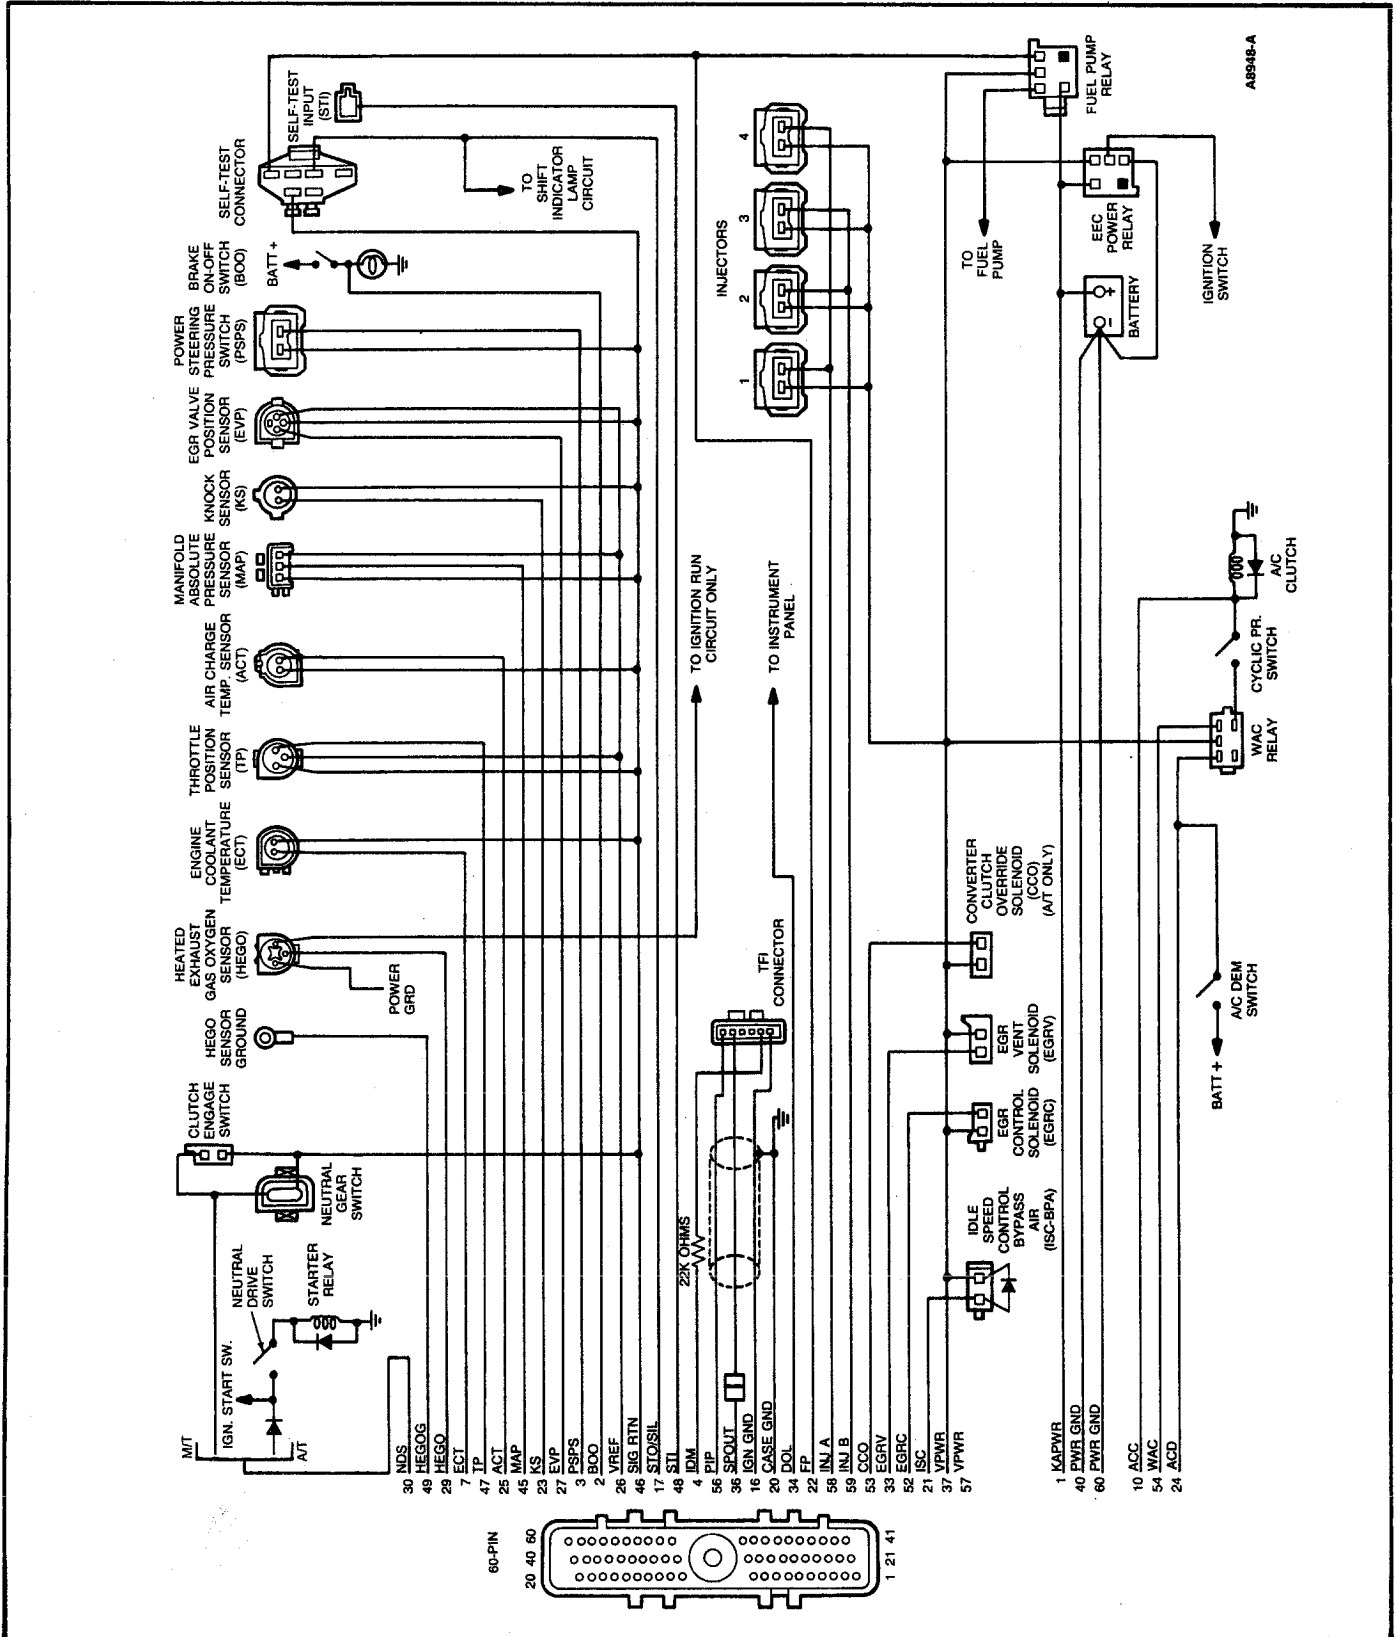 A8948-A
SELF-TEST
INPUT
(STI)
SELF-TEST
CONNECTOR
BRAKE
ON-OFF
SWITCH
(BOO)
BATT +
POWER
STEERING
PRESSURE
SWITCH
(PSPS)
EGR VALVE
POSITION
SENSOR
(EVP)
KNOCK
SENSOR
(KS)
MANIFOLD
ABSOLUTE
PRESSURE
SENSOR
(MAP)
AIR CHARGE
TEMP. SENSOR
(ACT)
THROTTLE
POSITION
SENSOR
(TP)
ENGINE
COOLANT
TEMPERATURE
(ECT)
HEATED
EXHAUST
GAS OXYGEN
SENSOR
(HEGO)
POWER
GRD
HEGO
SENSOR
GROUND
CLUTCH
ENGAGE
SWITCH
NEUTRAL
GEAR
SWITCH
NEUTRAL
DRIVE
SWITCH
STARTER
RELAY
IGN. START SW.
M/T
A/T
TO
SHIFT
INDICATOR
LAMP
CIRCUIT
INJECTORS
4
3
2
1
TO IGNITION RUN
CIRCUIT ONLY
TO INSTRUMENT
PANEL
TFI
CONNECTOR
22K OHMS
FUEL PUMP
RELAY
TO
FUEL
PUMP
EEC
POWER
RELAY
IGNITION
SWITCH
BATTERY
+
-
A/C
CLUTCH
CYCLIC PR.
SWITCH
WAC
RELAY
A/C DEM
SWITCH
BATT +
CONVERTER
CLUTCH
OVERRIDE
SOLENOID
(CCO)
(A/T ONLY)
EGR
VENT
SOLENOID
(EGRV)
EGR
CONTROL
SOLENOID
(EGRC)
IDLE
SPEED
CONTROL
BYPASS
AIR
(ISC-BPA)
30 NDS
49 HEGOG
29 HEGO
7 ECT
47 TP
25 ACT
45 MAP
23 KS
27 EVP
3 PSPS
2 BOO
26 VREF
46 SIG RTN
17 STO/SIL
48 STI
4 IDM
56 PIP
36 SPOUT
16 IGN GND
20 CASE GND
34 DOL
22 FP
58 INJ A
59 INJ B
53 CCO
33 EGRV
52 EGRC
21 ISC
37 VPWR
57 VPWR
1 KAPWR
40 PWR GND
60 PWR GND
10 ACC
54 WAC
24 ACD
60-PIN
20 40 60
1 21 41